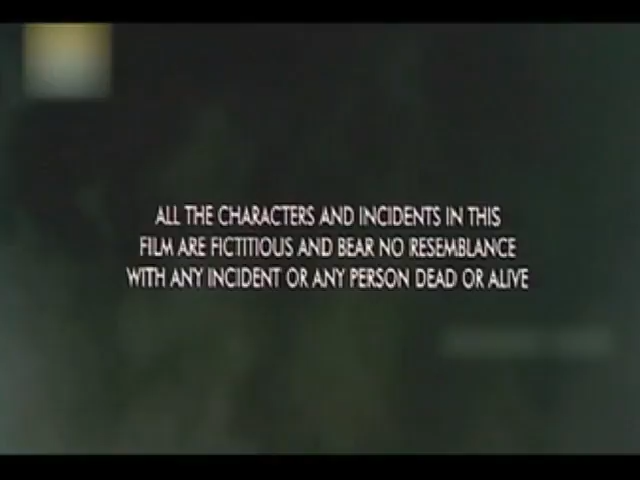 ALL THE CHARACTERS AND INCIDENTS IN THIS
FILM ARE FICTITIOUS AND BEAR NO RESEMBLANCE
WITH ANY INCIDENT OR ANY PERSON DEAD OR ALIVE